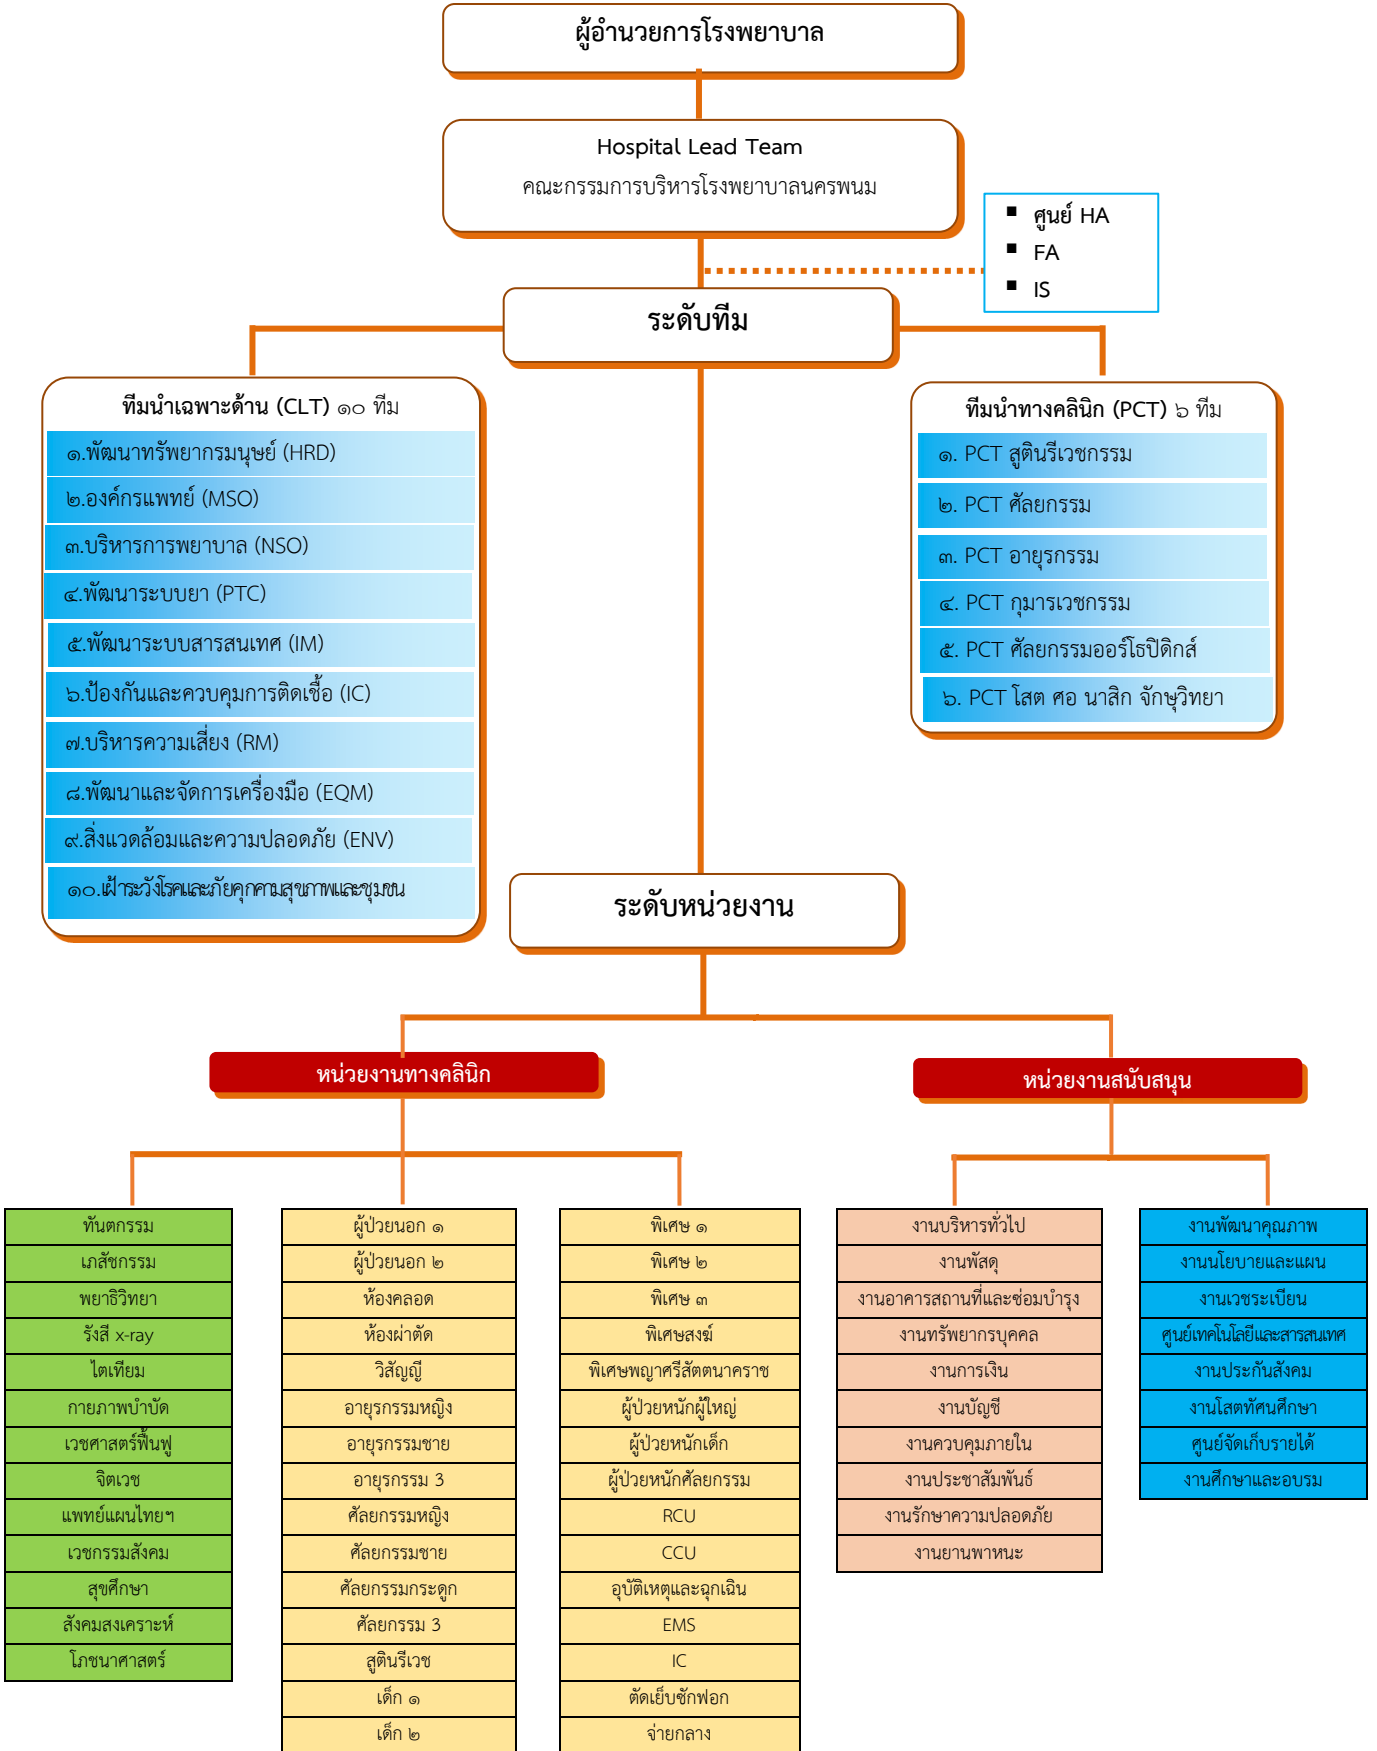 ผู้อำนวยการโรงพยาบาล
Hospital Lead Team
คณะกรรมการบริหารโรงพยาบาลนครพนม
ศูนย์ HA
FA
IS
ระดับทีม
ทีมนำเฉพาะด้าน (CLT) ๑๐ ทีม
๑.พัฒนาทรัพยากรมนุษย์ (HRD)
๒.องค์กรแพทย์ (MSO)
๓.บริหารการพยาบาล (NSO)
๔.พัฒนาระบบยา (PTC)
๕.พัฒนาระบบสารสนเทศ (IM)
๖.ป้องกันและควบคุมการติดเชื้อ (IC)
๗.บริหารความเสี่ยง (RM)
๘.พัฒนาและจัดการเครื่องมือ (EQM)
๙.สิ่งแวดล้อมและความปลอดภัย (ENV)
๑๐.เฝ้าระวังโรคและภัยคุกคามสุขภาพและชุมชน
ทีมนำทางคลินิก (PCT) ๖ ทีม
๑. PCT สูตินรีเวชกรรม
๒. PCT ศัลยกรรม
๓. PCT อายุรกรรม
๔. PCT กุมารเวชกรรม
๕. PCT ศัลยกรรมออร์โธปิดิกส์
๖. PCT โสต ศอ นาสิก จักษุวิทยา
ระดับหน่วยงาน
หน่วยงานทางคลินิก
หน่วยงานสนับสนุน
ทันตกรรม
เภสัชกรรม
พยาธิวิทยา
รังสี x-ray
ไตเทียม
กายภาพบำบัด
เวชศาสตร์ฟื้นฟู
จิตเวช
แพทย์แผนไทยฯ
เวชกรรมสังคม
สุขศึกษา
สังคมสงเคราะห์
โภชนาศาสตร์
ผู้ป่วยนอก ๑
ผู้ป่วยนอก ๒
ห้องคลอด
ห้องผ่าตัด
วิสัญญี
อายุรกรรมหญิง
อายุรกรรมชาย
อายุรกรรม 3
ศัลยกรรมหญิง
ศัลยกรรมชาย
ศัลยกรรมกระดูก
ศัลยกรรม 3
สูตินรีเวช
เด็ก ๑
เด็ก ๒
พิเศษ ๑
พิเศษ ๒
พิเศษ ๓
พิเศษสงฆ์
พิเศษพญาศรีสัตตนาคราช
ผู้ป่วยหนักผู้ใหญ่
ผู้ป่วยหนักเด็ก
ผู้ป่วยหนักศัลยกรรม
RCU
CCU
อุบัติเหตุและฉุกเฉิน
EMS
IC
ตัดเย็บซักฟอก
จ่ายกลาง
งานบริหารทั่วไป
งานพัสดุ
งานอาคารสถานที่และซ่อมบำรุง
งานทรัพยากรบุคคล
งานการเงิน
งานบัญชี
งานควบคุมภายใน
งานประชาสัมพันธ์
งานรักษาความปลอดภัย
งานยานพาหนะ
งานพัฒนาคุณภาพ
งานนโยบายและแผน
งานเวชระเบียน
ศูนย์เทคโนโลยีและสารสนเทศ
งานประกันสังคม
งานโสตทัศนศึกษา
ศูนย์จัดเก็บรายได้
งานศึกษาและอบรม